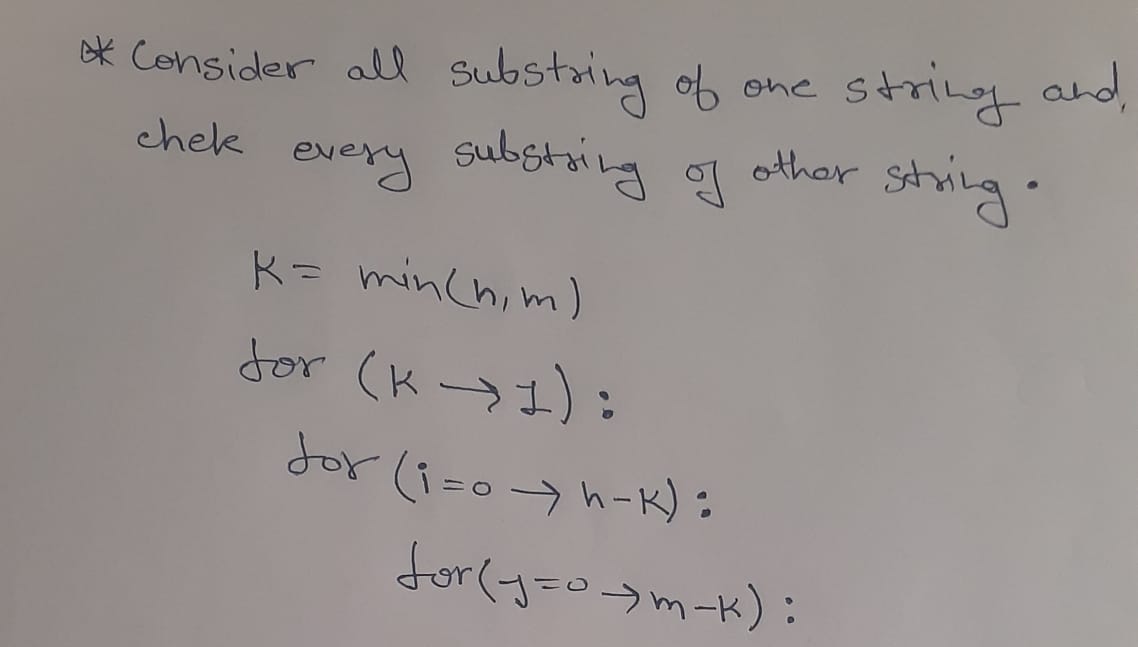 * Consider all substring of one string and,
chek every substring of other string.
K = min(n, m)
for (K → 1):
for (i=0 → n-K):
for(j=0 → m-K):